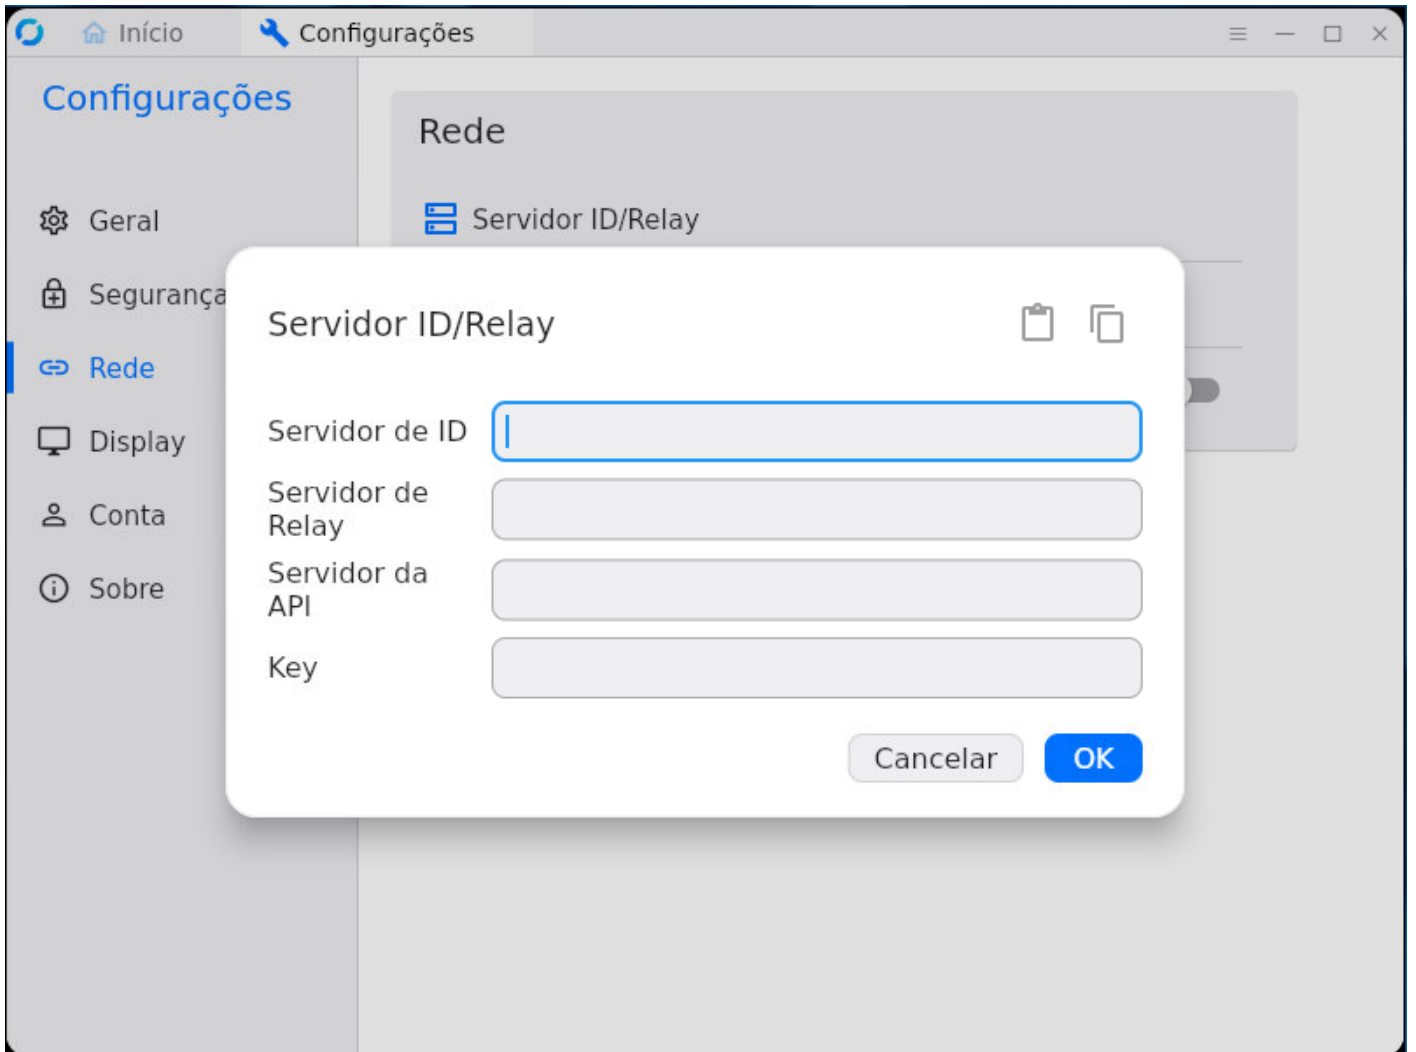 Início
Configurações
Configurações
Geral
Segurança
Rede
Display
Conta
Sobre
Rede
Servidor ID/Relay
Servidor ID/Relay
Servidor de ID
Servidor de
Relay
Servidor da
API
Key
Cancelar
OK